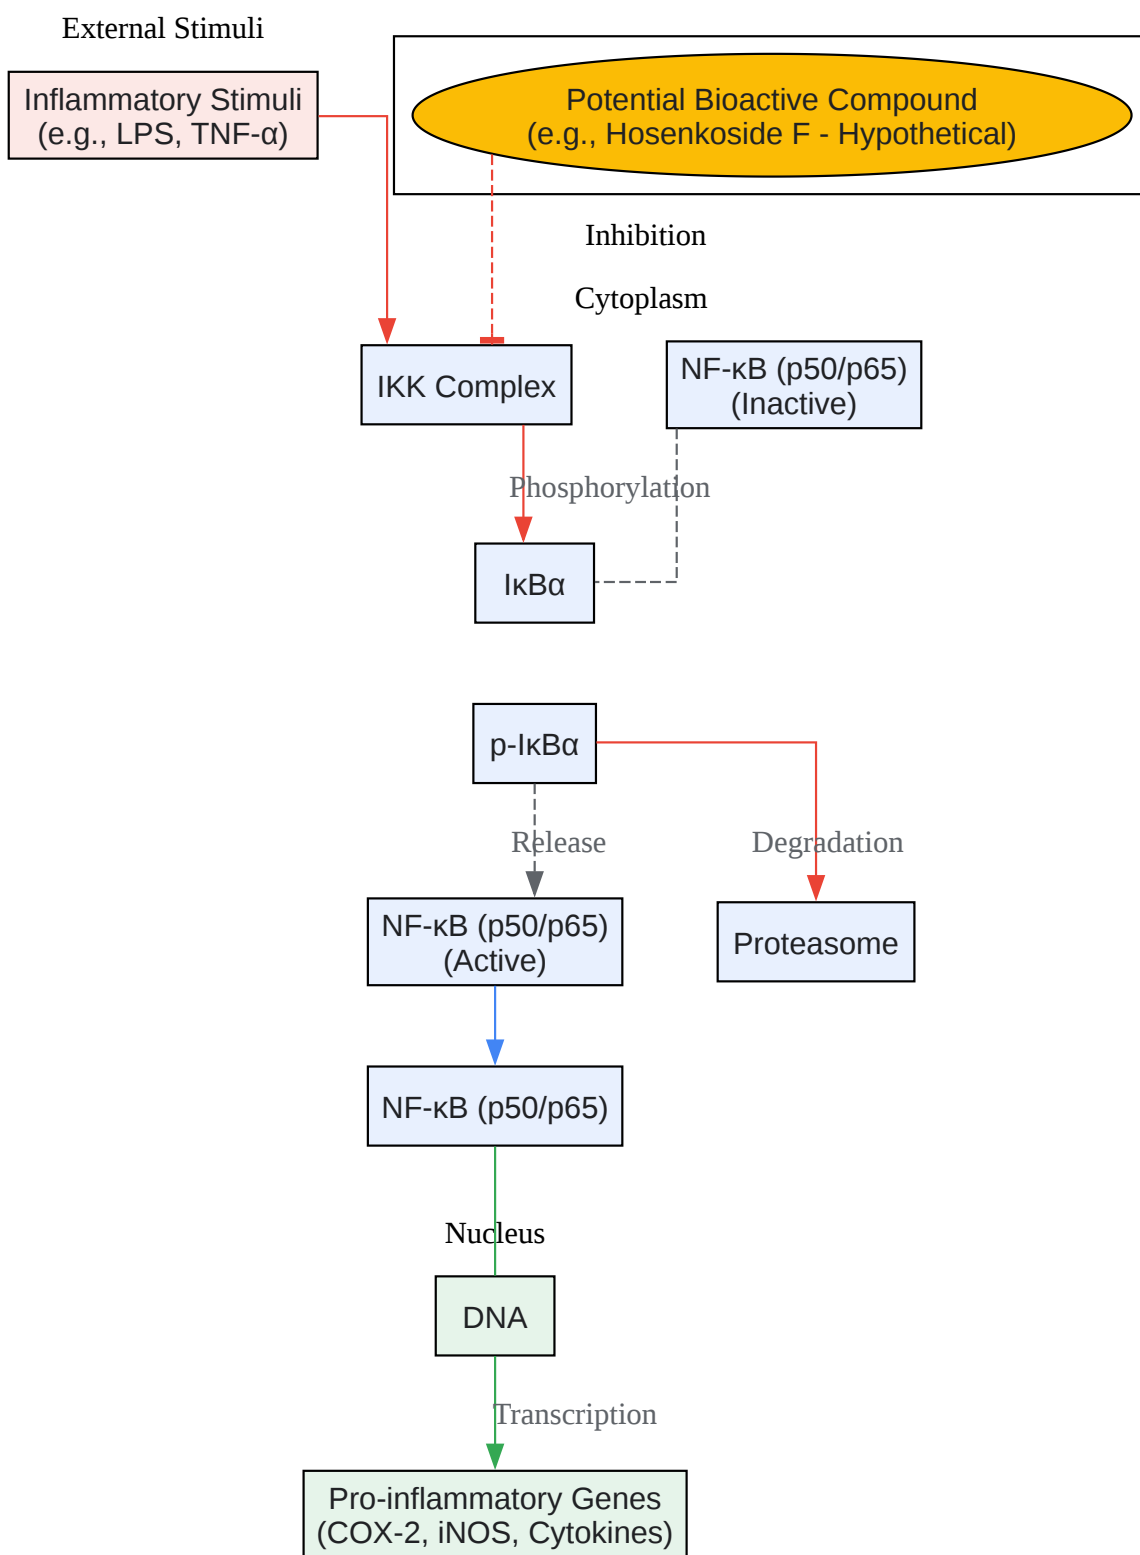 External Stimuli
Inflammatory Stimuli
(e.g., LPS, TNF-α)
Potential Bioactive Compound
(e.g., Hosenkoside F - Hypothetical)
Inhibition
Cytoplasm
IKK Complex
NF-κB (p50/p65)
(Inactive)
Phosphorylation
IκBα
p-IκBα
Release
Degradation
NF-κB (p50/p65)
(Active)
Proteasome
NF-κB (p50/p65)
Nucleus
DNA
Transcription
Pro-inflammatory Genes
(COX-2, iNOS, Cytokines)